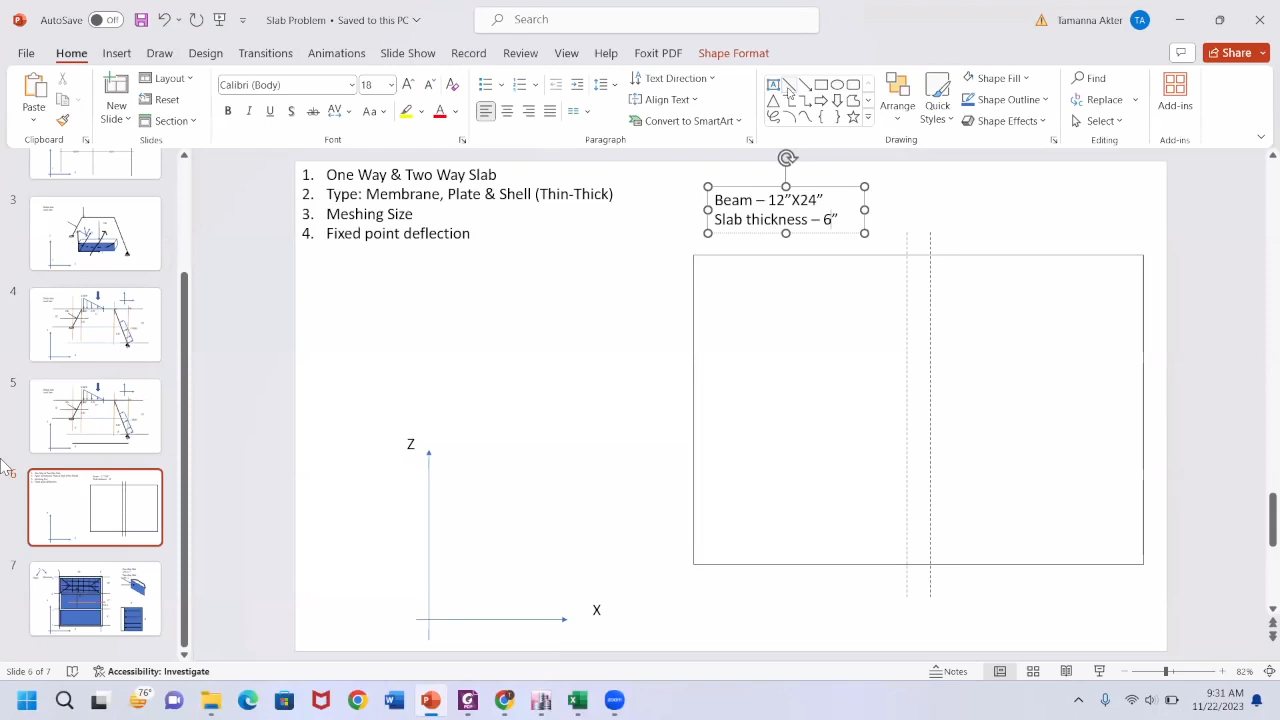 AutoSave Off Slab Problem • Saved to this PC Search Tamanna Akter TA
File Home Insert Draw Design Transitions Animations Slide Show Record Review View Help Foxit PDF Shape Format Share
Paste New Slide Layout Reset Section Calibri (Body) 18 Text Direction Align Text Convert to SmartArt Arrange Quick Styles Shape Fill Shape Outline Shape Effects Find Replace Select Add-ins
Clipboard Slides Font Paragraph Drawing Editing Add-ins
1. One Way & Two Way Slab
2. Type: Membrane, Plate & Shell (Thin-Thick)
3. Meshing Size
4. Fixed point deflection
Beam – 12”X24”
Slab thickness – 6”
Z
X
3
4
5
6
7
Slide 6 of 7 Accessibility: Investigate Notes 82%
76°
9:31 AM
11/22/2023